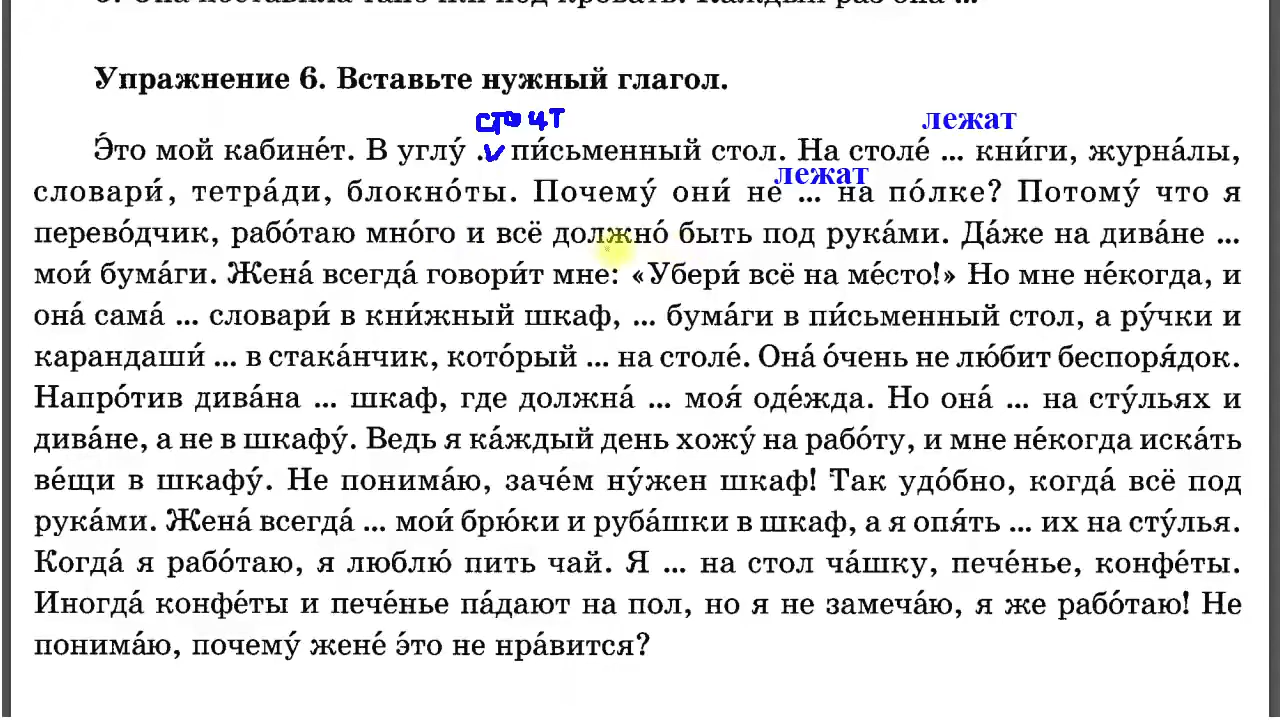 Упражнение 6. Вставьте нужный глагол.
стоит лежат
Э́то мой кабине́т. В углу́ . пи́сьменный стол. На столе́ ... кни́ги, журна́лы,
лежат
словари́, тетра́ди, блокно́ты. Почему́ они́ не ... на по́лке? Потому́ что я
перево́дчик, рабо́таю мно́го и всё должно́ быть под рука́ми. Да́же на дива́не ...
мои́ бума́ги. Жена́ всегда́ говори́т мне: «Убери́ всё на ме́сто!» Но мне не́когда, и
она́ сама́ ... словари́ в кни́жный шкаф, ... бума́ги в пи́сьменный стол, а ру́чки и
карандаши́ ... в стака́нчик, кото́рый ... на столе́. Она́ о́чень не лю́бит беспоря́док.
Напро́тив дива́на ... шкаф, где должна́ ... моя́ оде́жда. Но она́ ... на сту́льях и
дива́не, а не в шкафу́. Ведь я ка́ждый день хожу́ на рабо́ту, и мне не́когда иска́ть
ве́щи в шкафу́. Не понима́ю, заче́м ну́жен шкаф! Так удо́бно, когда́ всё под
рука́ми. Жена́ всегда́ ... мои́ брю́ки и руба́шки в шкаф, а я опя́ть ... их на сту́лья.
Когда́ я рабо́таю, я люблю́ пить чай. Я ... на стол ча́шку, пече́нье, конфе́ты.
Иногда́ конфе́ты и пече́нье па́дают на пол, но я не замеча́ю, я же рабо́таю! Не
понима́ю, почему́ жене́ э́то не нра́вится?